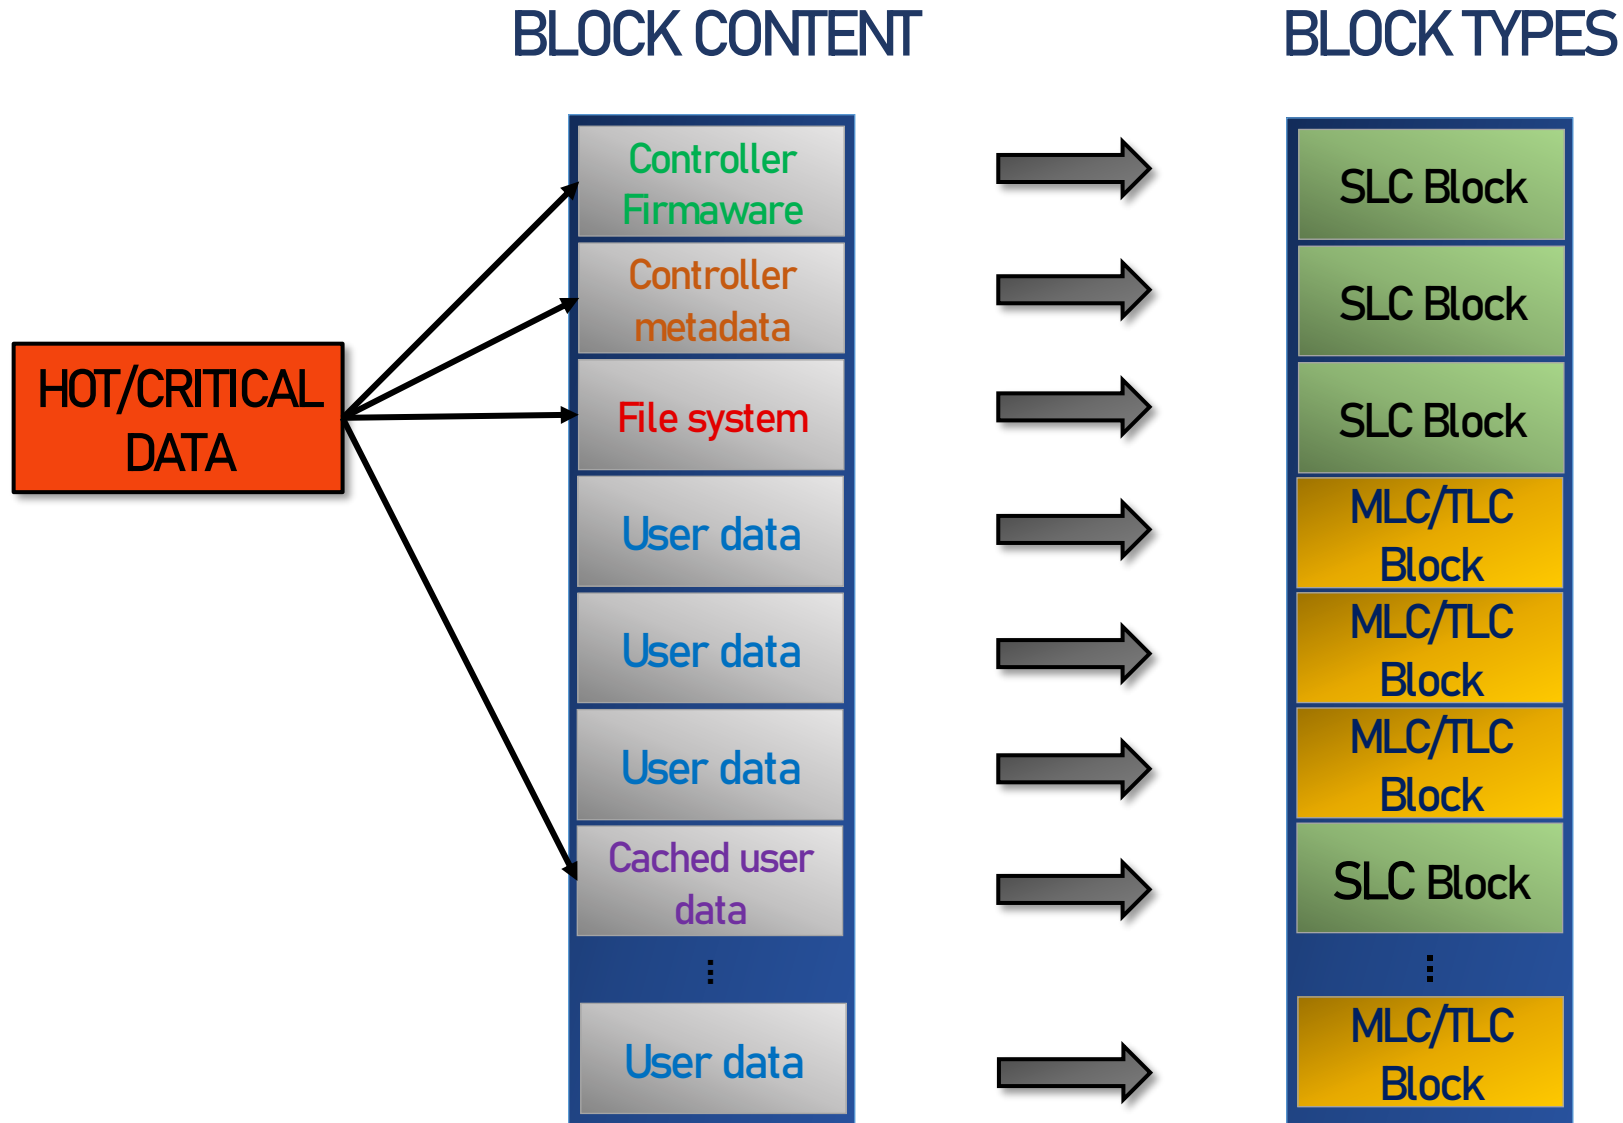 BLOCK CONTENT
BLOCK TYPES
HOT/CRITICAL
DATA
Controller
Firmaware
SLC Block
Controller
metadata
SLC Block
File system
SLC Block
User data
MLC/TLC
Block
User data
MLC/TLC
Block
User data
MLC/TLC
Block
Cached user
data
SLC Block
...
...
User data
MLC/TLC
Block